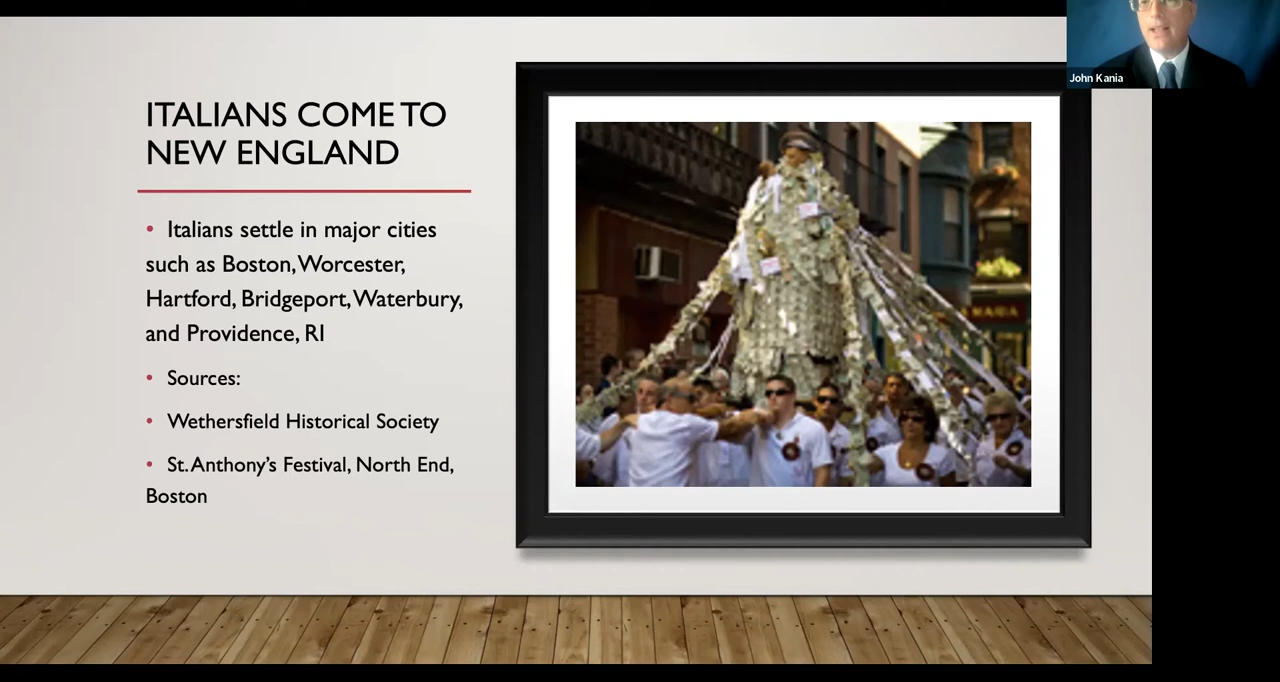 John Kania
ITALIANS COME TO
NEW ENGLAND
• Italians settle in major cities
such as Boston, Worcester,
Hartford, Bridgeport, Waterbury,
and Providence, RI
• Sources:
• Wethersfield Historical Society
• St. Anthony's Festival, North End,
Boston